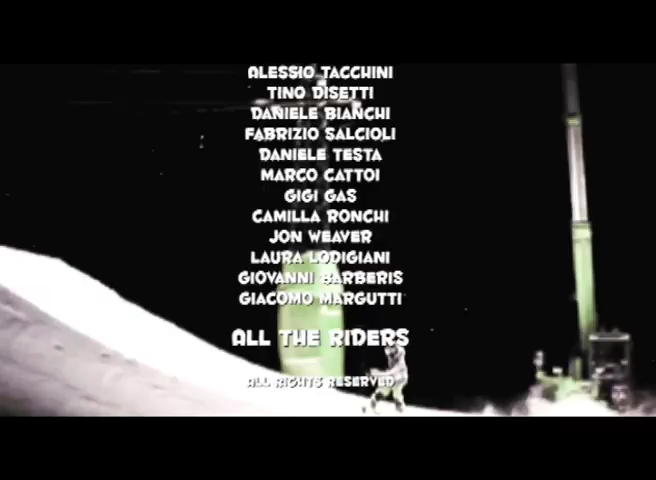 ALESSIO TACCHINI
TINO DISETTI
DANIELE BIANCHI
FABRIZIO SALCIOLI
DANIELE TESTA
MARCO CATTOI
GIGI GAS
CAMILLA RONCHI
JON WEAVER
LAURA LODIGIANI
GIOVANNI BARBERIS
GIACOMO MARGUTTI
ALL THE RIDERS
ALL RIGHTS RESERVED